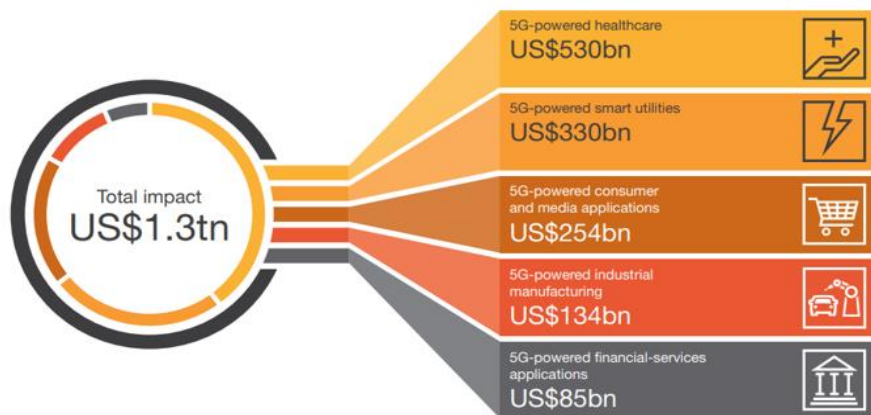 Total impact
US$1.3tn
5G-powered healthcare
US$530bn
5G-powered smart utilities
US$330bn
5G-powered consumer
and media applications
US$254bn
5G-powered industrial
manufacturing
US$134bn
5G-powered financial-services
applications
US$85bn